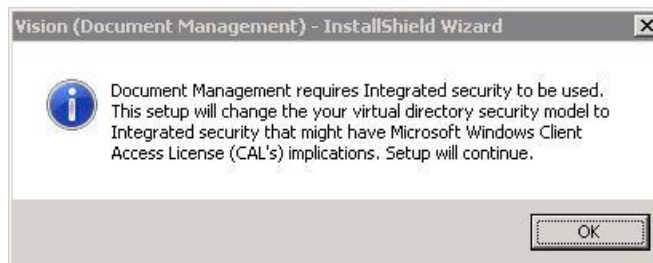 Vision (Document Management) - InstallShield Wizard
Document Management requires Integrated security to be used.
This setup will change the your virtual directory security model to
Integrated security that might have Microsoft Windows Client
Access License (CAL's) implications. Setup will continue.
OK